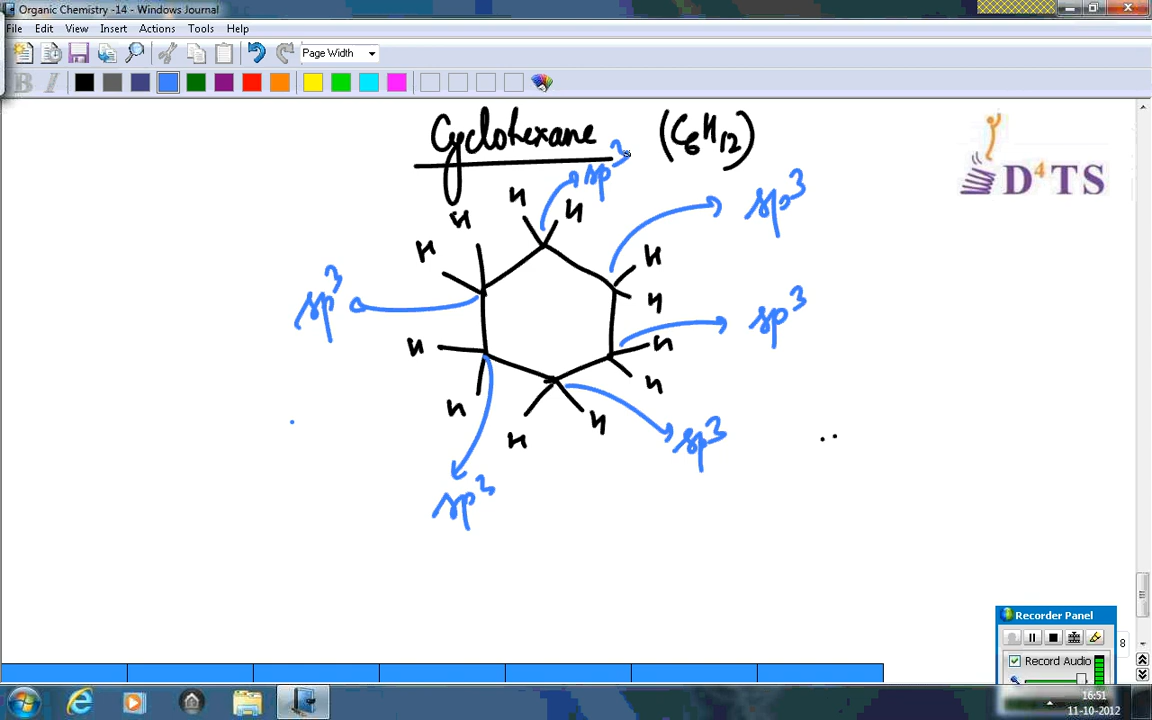 Organic Chemistry -14 - Windows Journal
File Edit View Insert Actions Tools Help
Page Width
B I
Cyclohexane (C6H12)
D4TS
sp3
sp3
H H
H
H
H
sp3
H
sp3
H
H
H
H
H
H
H
sp3
sp3
Recorder Panel
Record Audio
8
16:51
11-10-2012